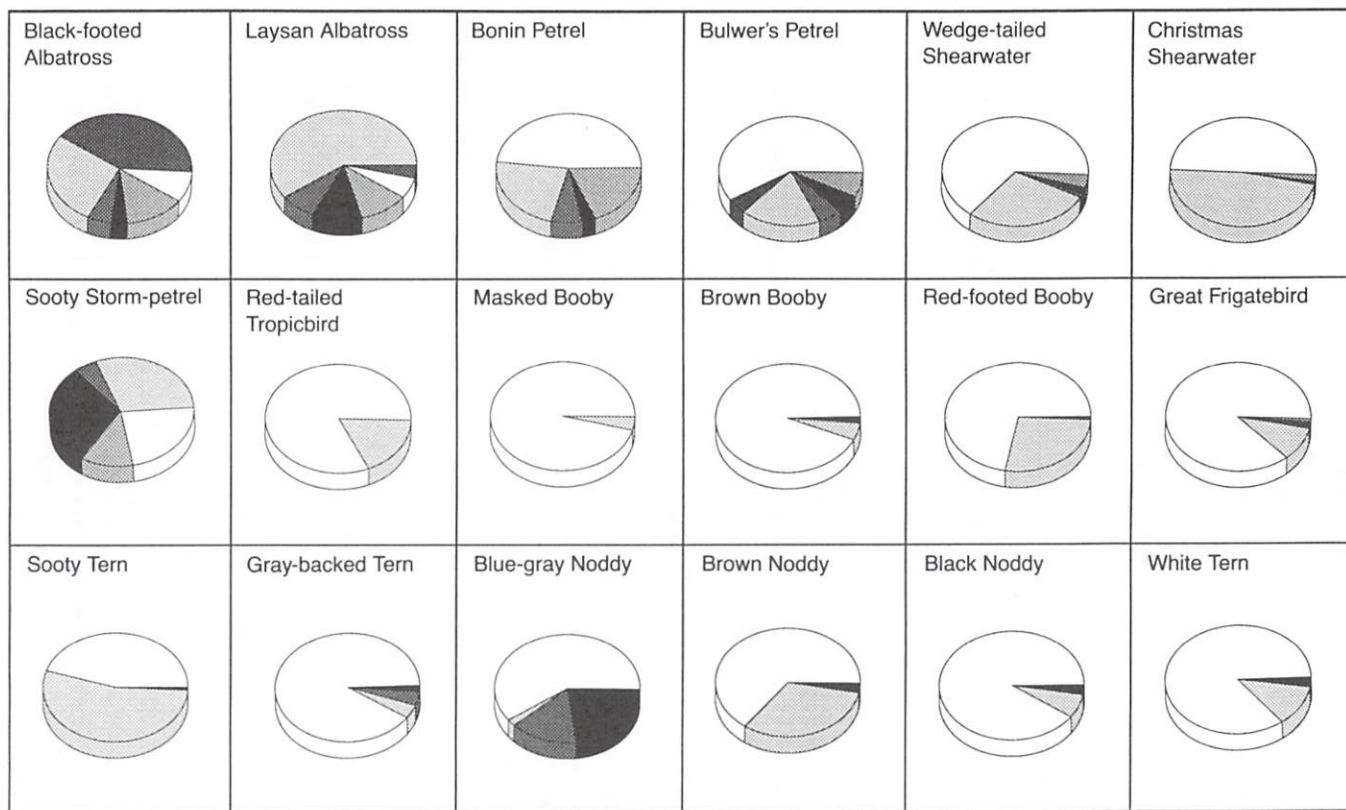 Black-footed
Albatross
Laysan Albatross
Bonin Petrel
Bulwer's Petrel
Wedge-tailed
Shearwater
Christmas
Shearwater
Sooty Storm-petrel
Red-tailed
Tropicbird
Masked Booby
Brown Booby
Red-footed Booby
Great Frigatebird
Sooty Tern
Gray-backed Tern
Blue-gray Noddy
Brown Noddy
Black Noddy
White Tern